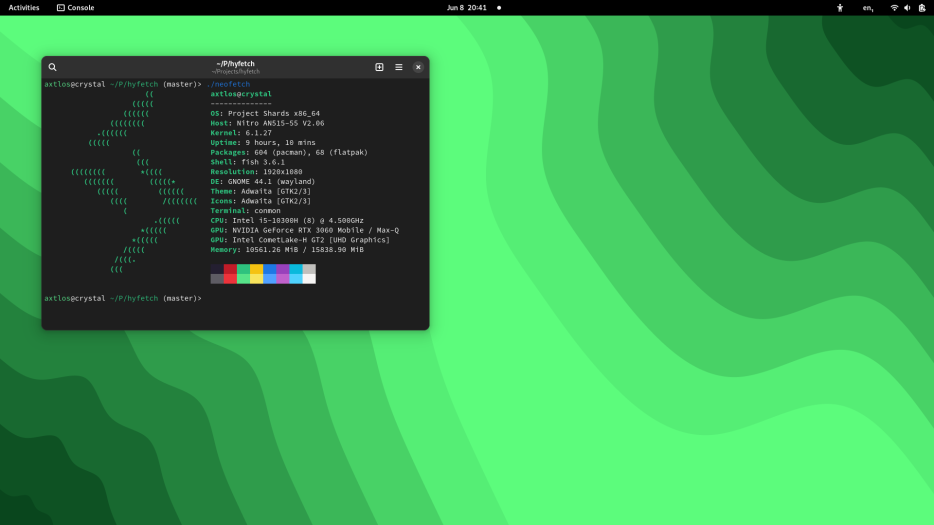 Activities Console Jun 8 20:41 en,
~/P/hyfetch
~/Projects/hyfetch
axtlos@crystal ~/P/hyfetch (master)> ./neofetch
(( axtlos@crystal
((((( --------------
(((((( OS: Project Shards x86_64
(((((((( Host: Nitro AN515-55 V2.06
.(((((( Kernel: 6.1.27
((((( Uptime: 9 hours, 10 mins
(( Packages: 604 (pacman), 68 (flatpak)
((( Shell: fish 3.6.1
(((((((( *(((( Resolution: 1920x1080
((((((( (((((* DE: GNOME 44.1 (wayland)
((((( (((((( Theme: Adwaita [GTK2/3]
(((( /((((((( Icons: Adwaita [GTK2/3]
( Terminal: conmon
.((((( CPU: Intel i5-10300H (8) @ 4.500GHz
*((((( GPU: NVIDIA GeForce RTX 3060 Mobile / Max-Q
*((((( GPU: Intel CometLake-H GT2 [UHD Graphics]
/(((( Memory: 10561.26 MiB / 15838.90 MiB
/(((.
(((
axtlos@crystal ~/P/hyfetch (master)>